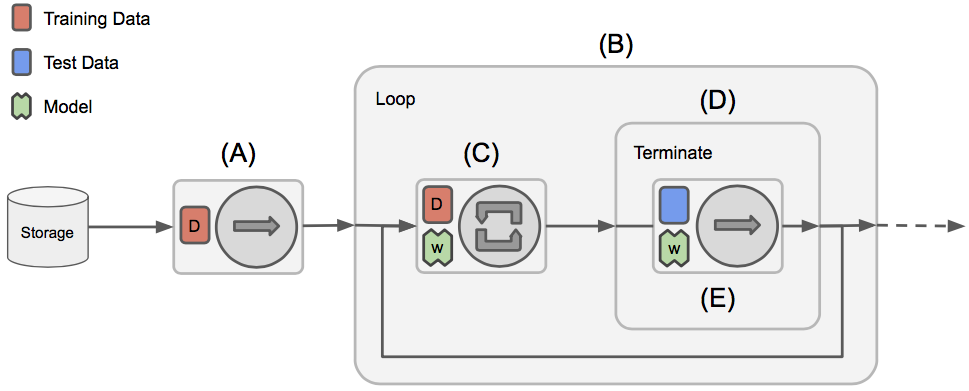 Training Data
Test Data
Model
(B)
Loop
(D)
(A)
(C)
Terminate
Storage
D
D
w
w
(E)